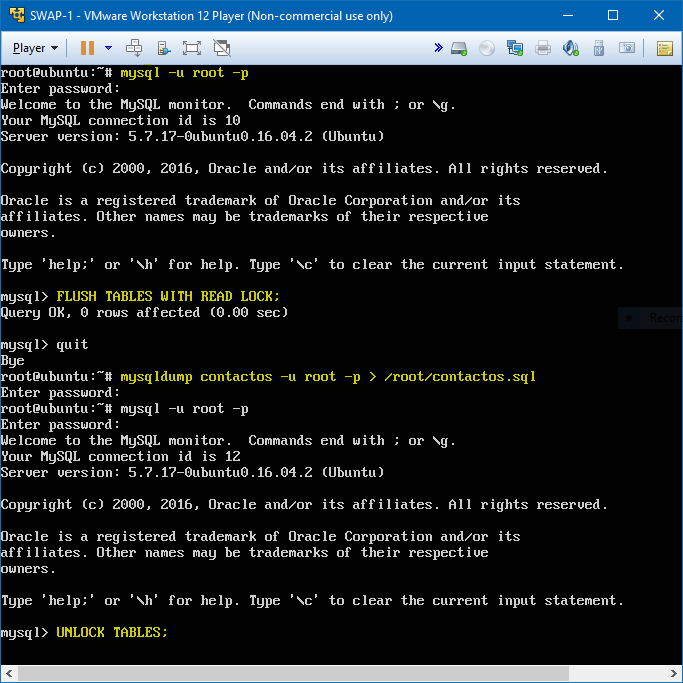 SWAP-1 - VMware Workstation 12 Player (Non-commercial use only)
Player
root@ubuntu:~# mysql -u root -p
Enter password:
Welcome to the MySQL monitor.  Commands end with ; or \g.
Your MySQL connection id is 10
Server version: 5.7.17-0ubuntu0.16.04.2 (Ubuntu)
Copyright (c) 2000, 2016, Oracle and/or its affiliates. All rights reserved.
Oracle is a registered trademark of Oracle Corporation and/or its
affiliates. Other names may be trademarks of their respective
owners.
Type 'help;' or '\h' for help. Type '\c' to clear the current input statement.
mysql> FLUSH TABLES WITH READ LOCK;
Query OK, 0 rows affected (0.00 sec)
mysql> quit
Bye
root@ubuntu:~# mysqldump contactos -u root -p > /root/contactos.sql
Enter password:
root@ubuntu:~# mysql -u root -p
Enter password:
Welcome to the MySQL monitor.  Commands end with ; or \g.
Your MySQL connection id is 12
Server version: 5.7.17-0ubuntu0.16.04.2 (Ubuntu)
Copyright (c) 2000, 2016, Oracle and/or its affiliates. All rights reserved.
Oracle is a registered trademark of Oracle Corporation and/or its
affiliates. Other names may be trademarks of their respective
owners.
Type 'help;' or '\h' for help. Type '\c' to clear the current input statement.
mysql> UNLOCK TABLES;